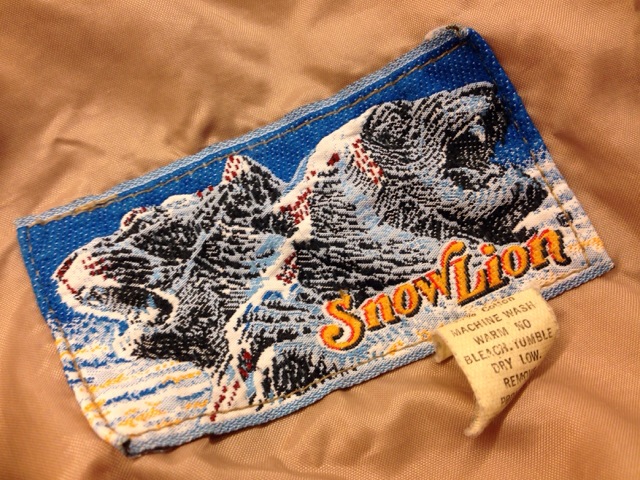 SnowLion
MACHINE WASH
WARM NO
BLEACH-TUMBLE
DRY LOW.